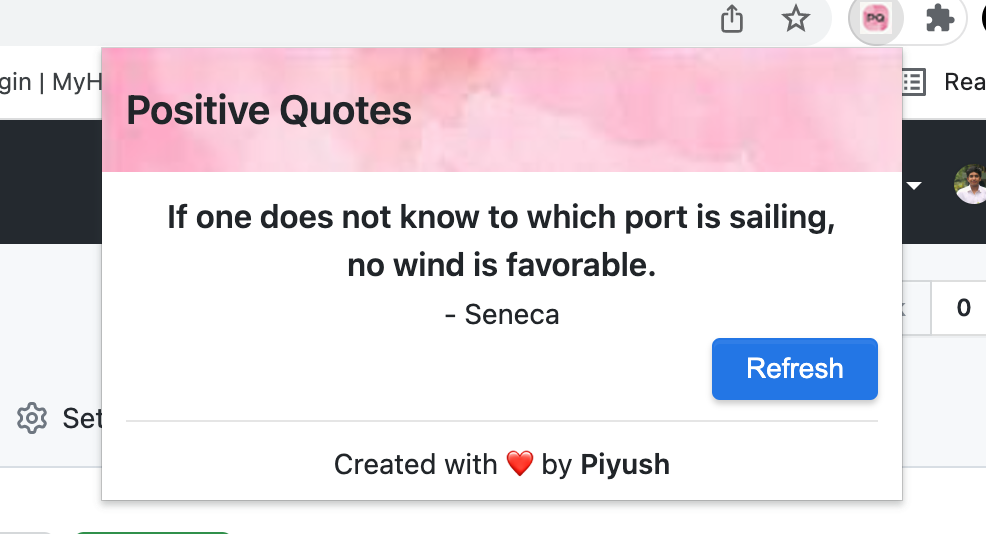 PQ
gin | MyH
Rea
Positive Quotes
If one does not know to which port is sailing,
no wind is favorable.
- Seneca
0
Refresh
Set
Created with ❤️ by Piyush